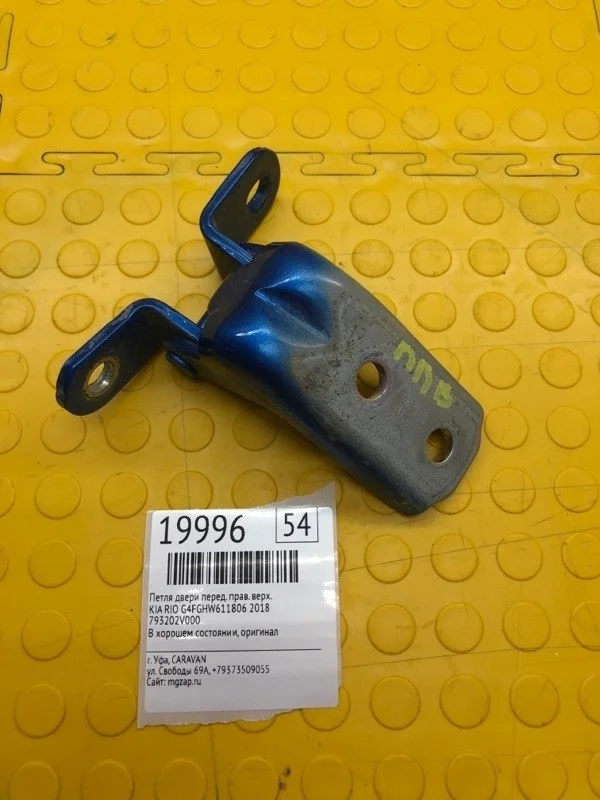 ППВ
19996 54
Петля двери перед. прав. верх.
KIA RIO G4FGHW611806 2018
793202V000
В хорошем состоянии, оригинал
г. Уфа, CARAVAN
ул. Свободы 69А, +79373509055
Сайт: mgzap.ru